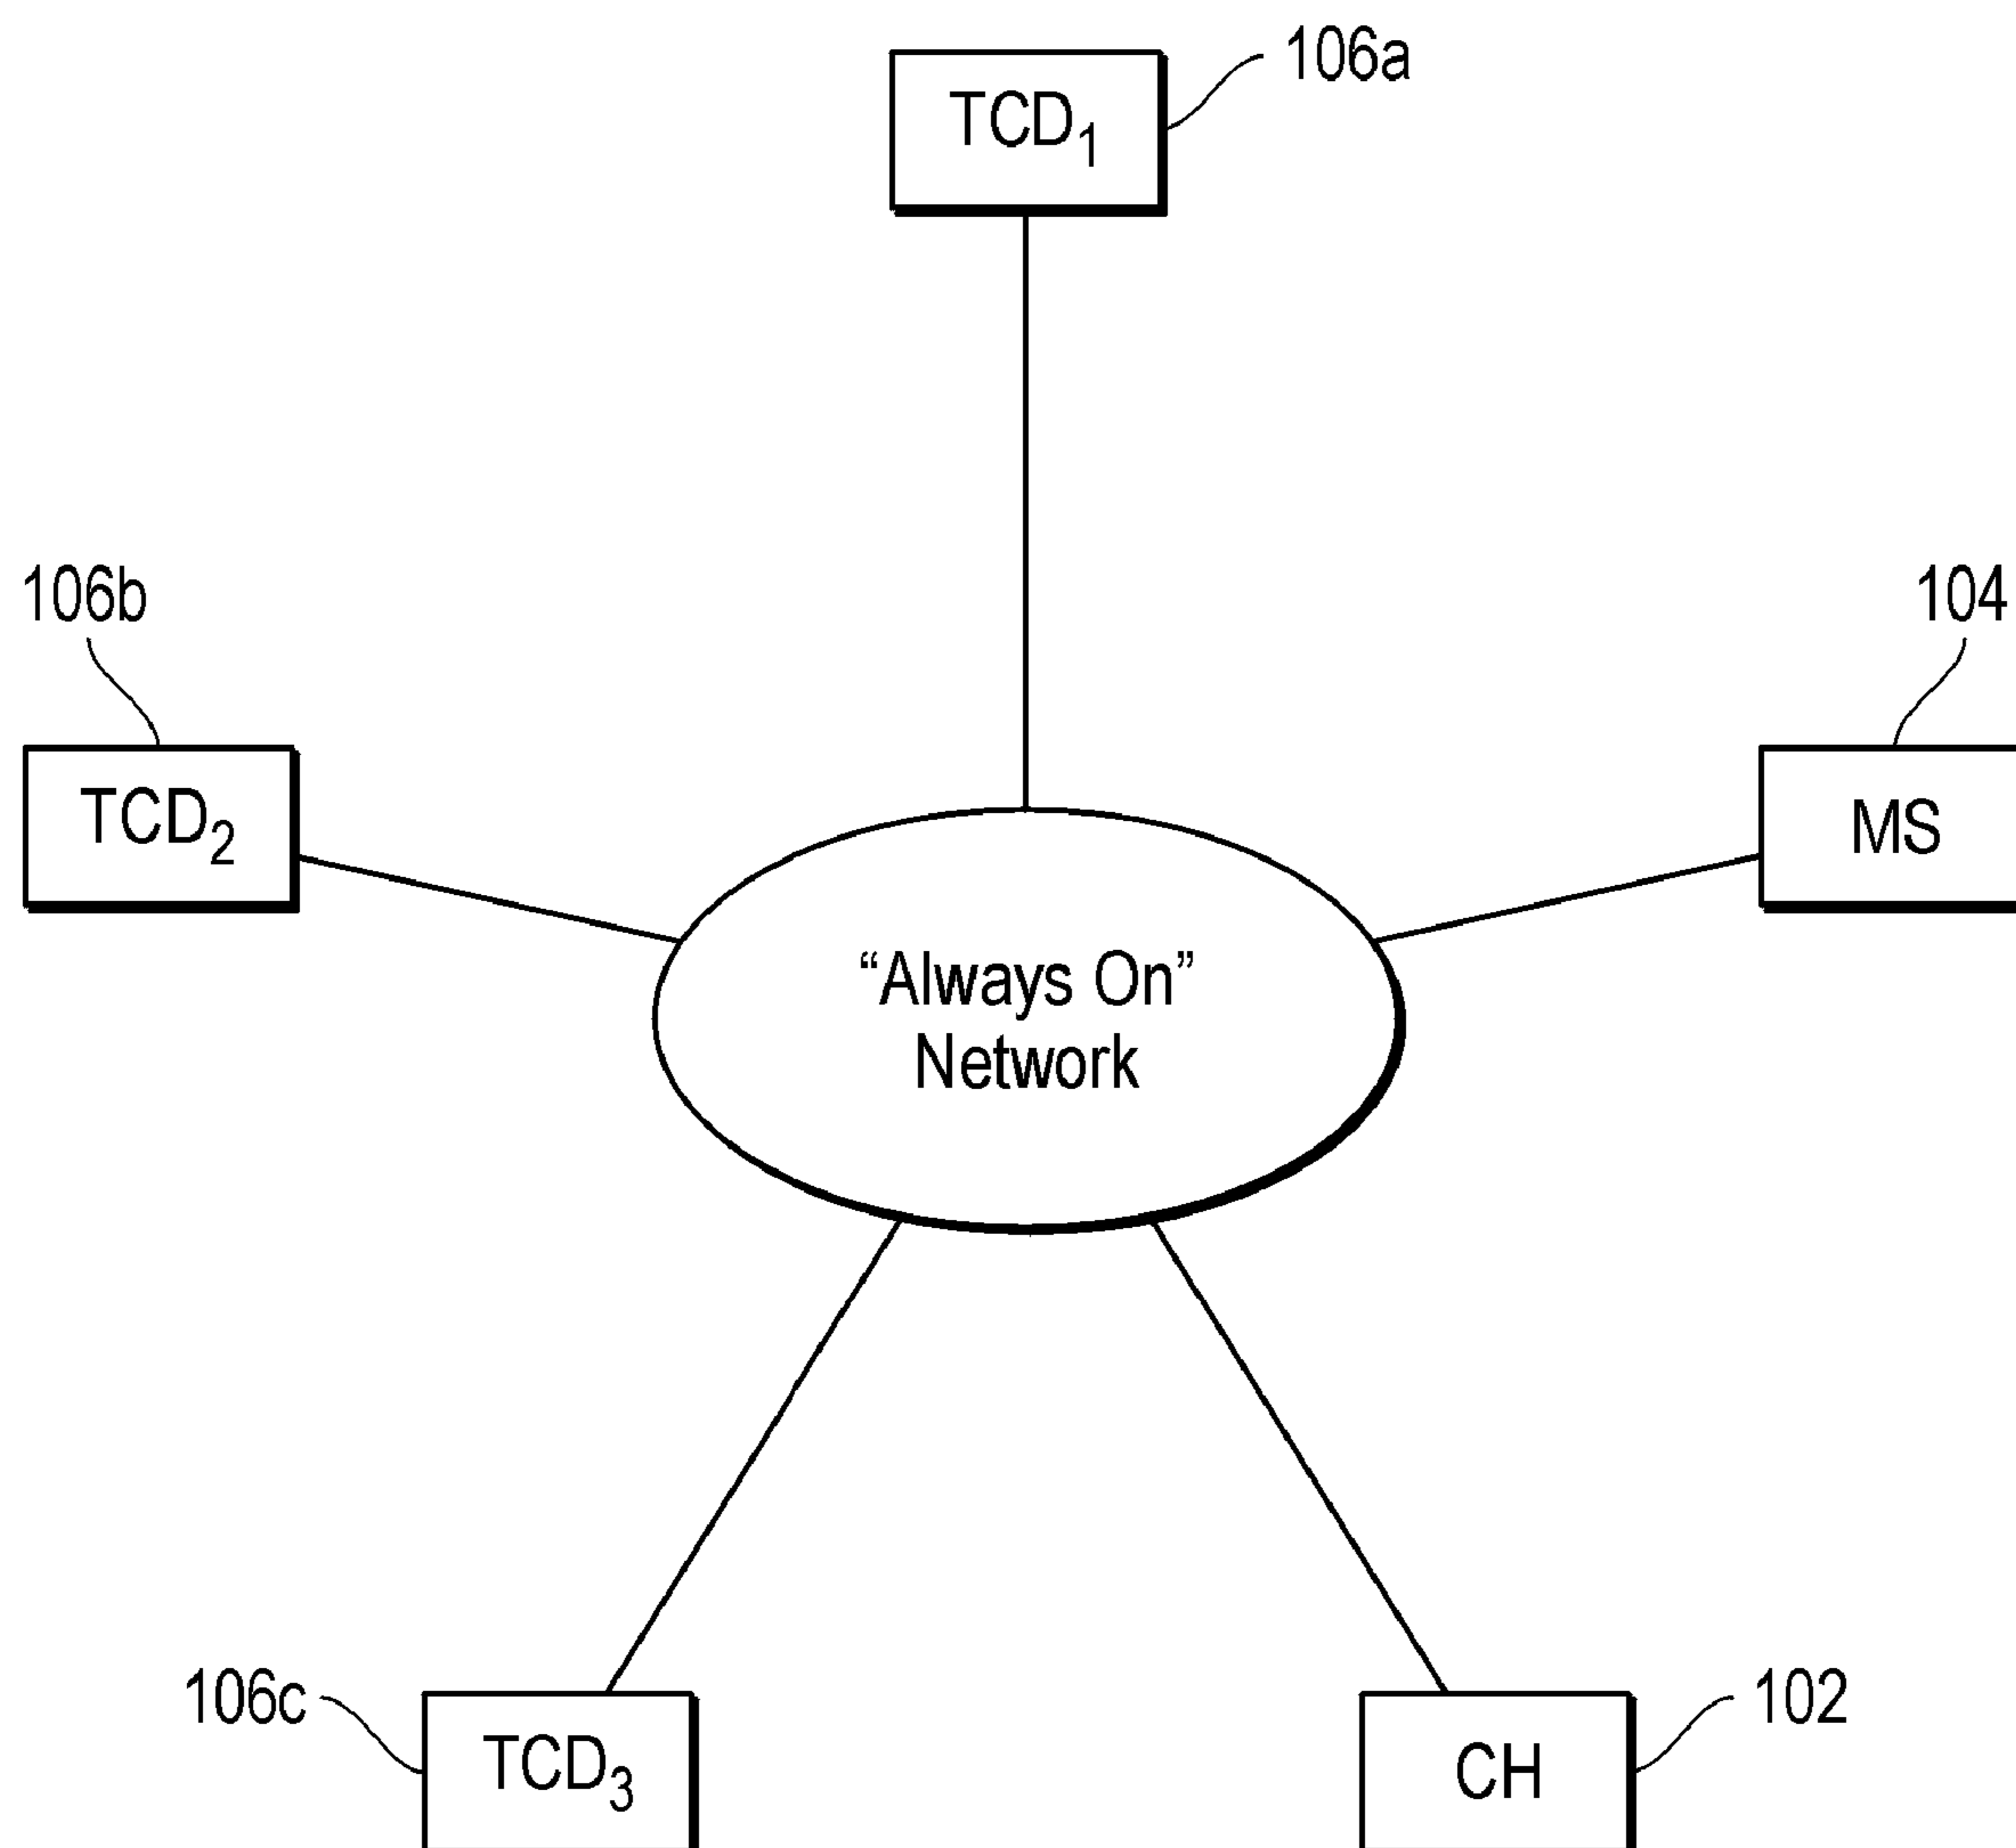 106a
TCD₁
106b
104
TCD₂
MS
“Always On”
Network
106c
102
TCD₃
CH